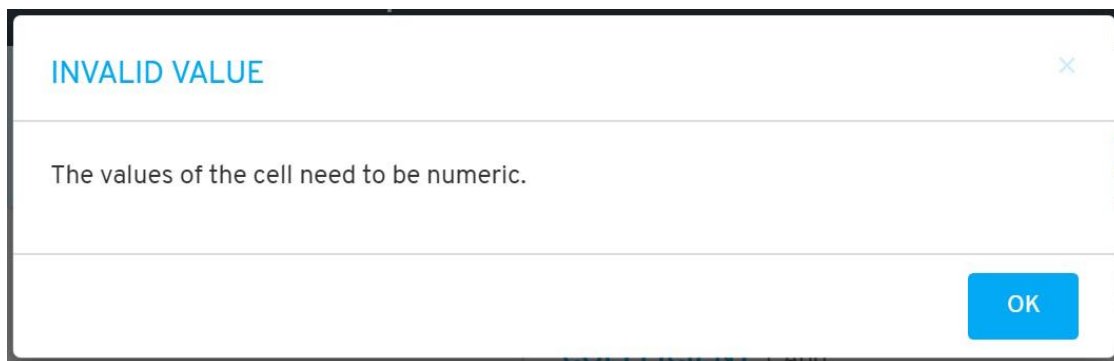 INVALID VALUE
The values of the cell need to be numeric.
OK